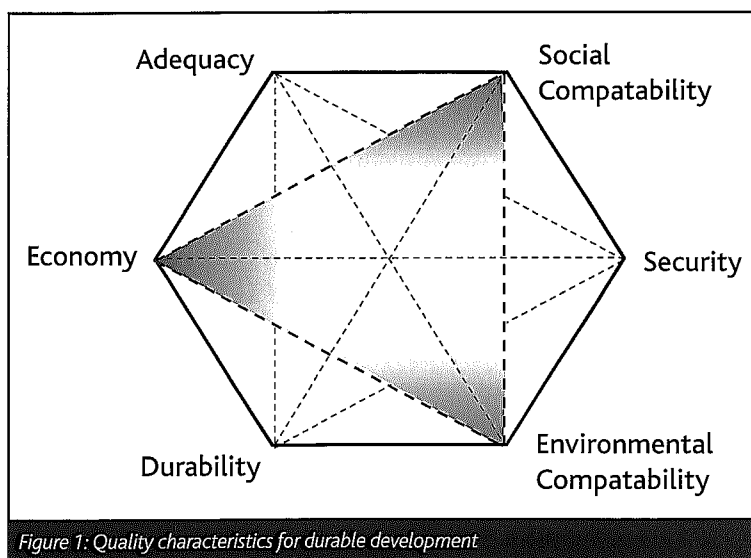 Adequacy
Social
Compatability
Economy
Security
Durability
Environmental
Compatability
Figure 1: Quality characteristics for durable development